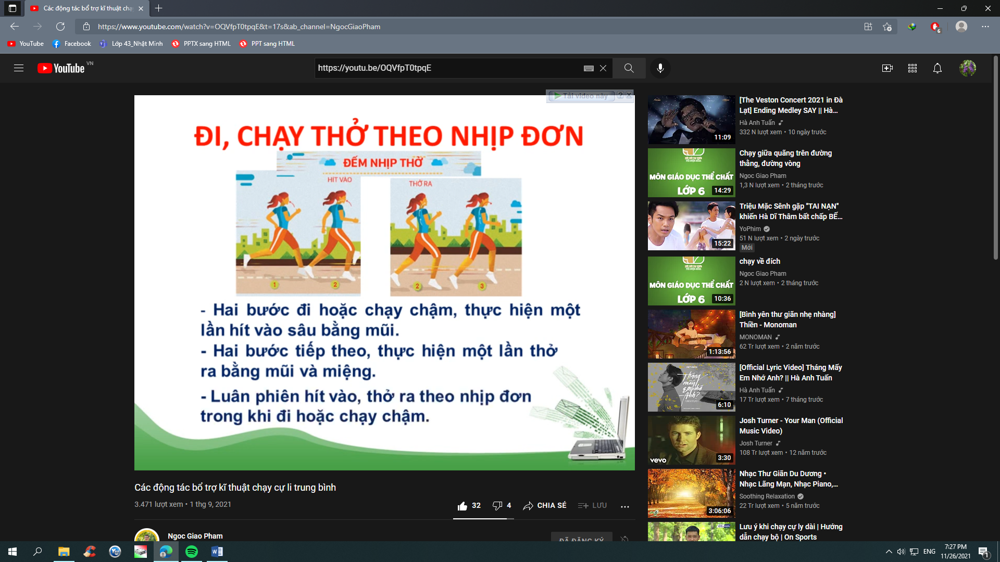 Các động tác bổ trợ kĩ thuật chạy
https://www.youtube.com/watch?v=OQVfpT0tpqE&t=17s&ab_channel=NgocGiaoPham
6
YouTube
Facebook
Lớp 43_Nhật Minh
PPTX sang HTML
PPT sang HTML
YouTube VN
https://youtu.be/OQVfpT0tpqE
Tải video này
ĐI, CHẠY THỞ THEO NHỊP ĐƠN
ĐẾM NHỊP THỞ
HÍT VÀO
THỞ RA
1
2
2
3
- Hai bước đi hoặc chạy chậm, thực hiện một
lần hít vào sâu bằng mũi.
- Hai bước tiếp theo, thực hiện một lần thở
ra bằng mũi và miệng.
- Luân phiên hít vào, thở ra theo nhịp đơn
trong khi đi hoặc chạy chậm.
Các động tác bổ trợ kĩ thuật chạy cự li trung bình
3.471 lượt xem • 1 thg 9, 2021
32
4
CHIA SẺ
LƯU
Ngoc Giao Pham
ĐÃ ĐĂNG KÝ
11:09
[The Veston Concert 2021 in Đà
Lạt] Ending Medley SAY || Hà...
Hà Anh Tuấn
332 N lượt xem • 10 ngày trước
MÔN GIÁO DỤC THỂ CHẤT
LỚP 6
14:29
Chạy giữa quãng trên đường
thẳng, đường vòng
Ngoc Giao Pham
1,3 N lượt xem • 2 tháng trước
15:22
Triệu Mặc Sênh gặp "TAI NẠN"
khiến Hà Dĩ Thâm bất chấp BẾ...
YoPhim
51 N lượt xem • 2 ngày trước
Mới
MÔN GIÁO DỤC THỂ CHẤT
LỚP 6
10:36
chạy về đích
Ngoc Giao Pham
2 N lượt xem • 2 tháng trước
1:13:56
[Bình yên thư giãn nhẹ nhàng]
Thiền - Monoman
MONOMAN
62 Tr lượt xem • 2 năm trước
Tháng
mấy
em nhớ
Anh?
6:10
[Official Lyric Video] Tháng Mấy
Em Nhớ Anh? || Hà Anh Tuấn
Hà Anh Tuấn
17 Tr lượt xem • 7 tháng trước
vevo
3:30
Josh Turner - Your Man (Official
Music Video)
Josh Turner
108 Tr lượt xem • 12 năm trước
3:06:06
Nhạc Thư Giãn Du Dương •
Nhạc Lãng Mạn, Nhạc Piano,...
Soothing Relaxation
22 Tr lượt xem • 5 năm trước
Lưu ý khi chạy cự ly dài | Hướng
dẫn chạy bộ | On Sports
ENG
7:27 PM
11/26/2021
1